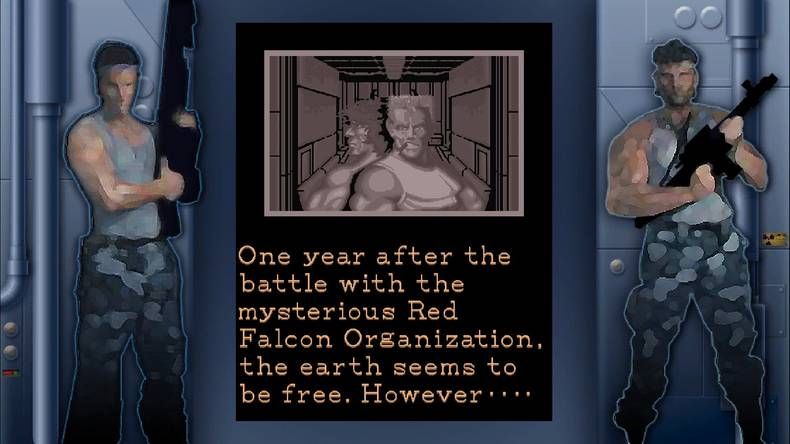 One year after the
battle with the
mysterious Red
Falcon Organization,
the earth seems to
be free. However····